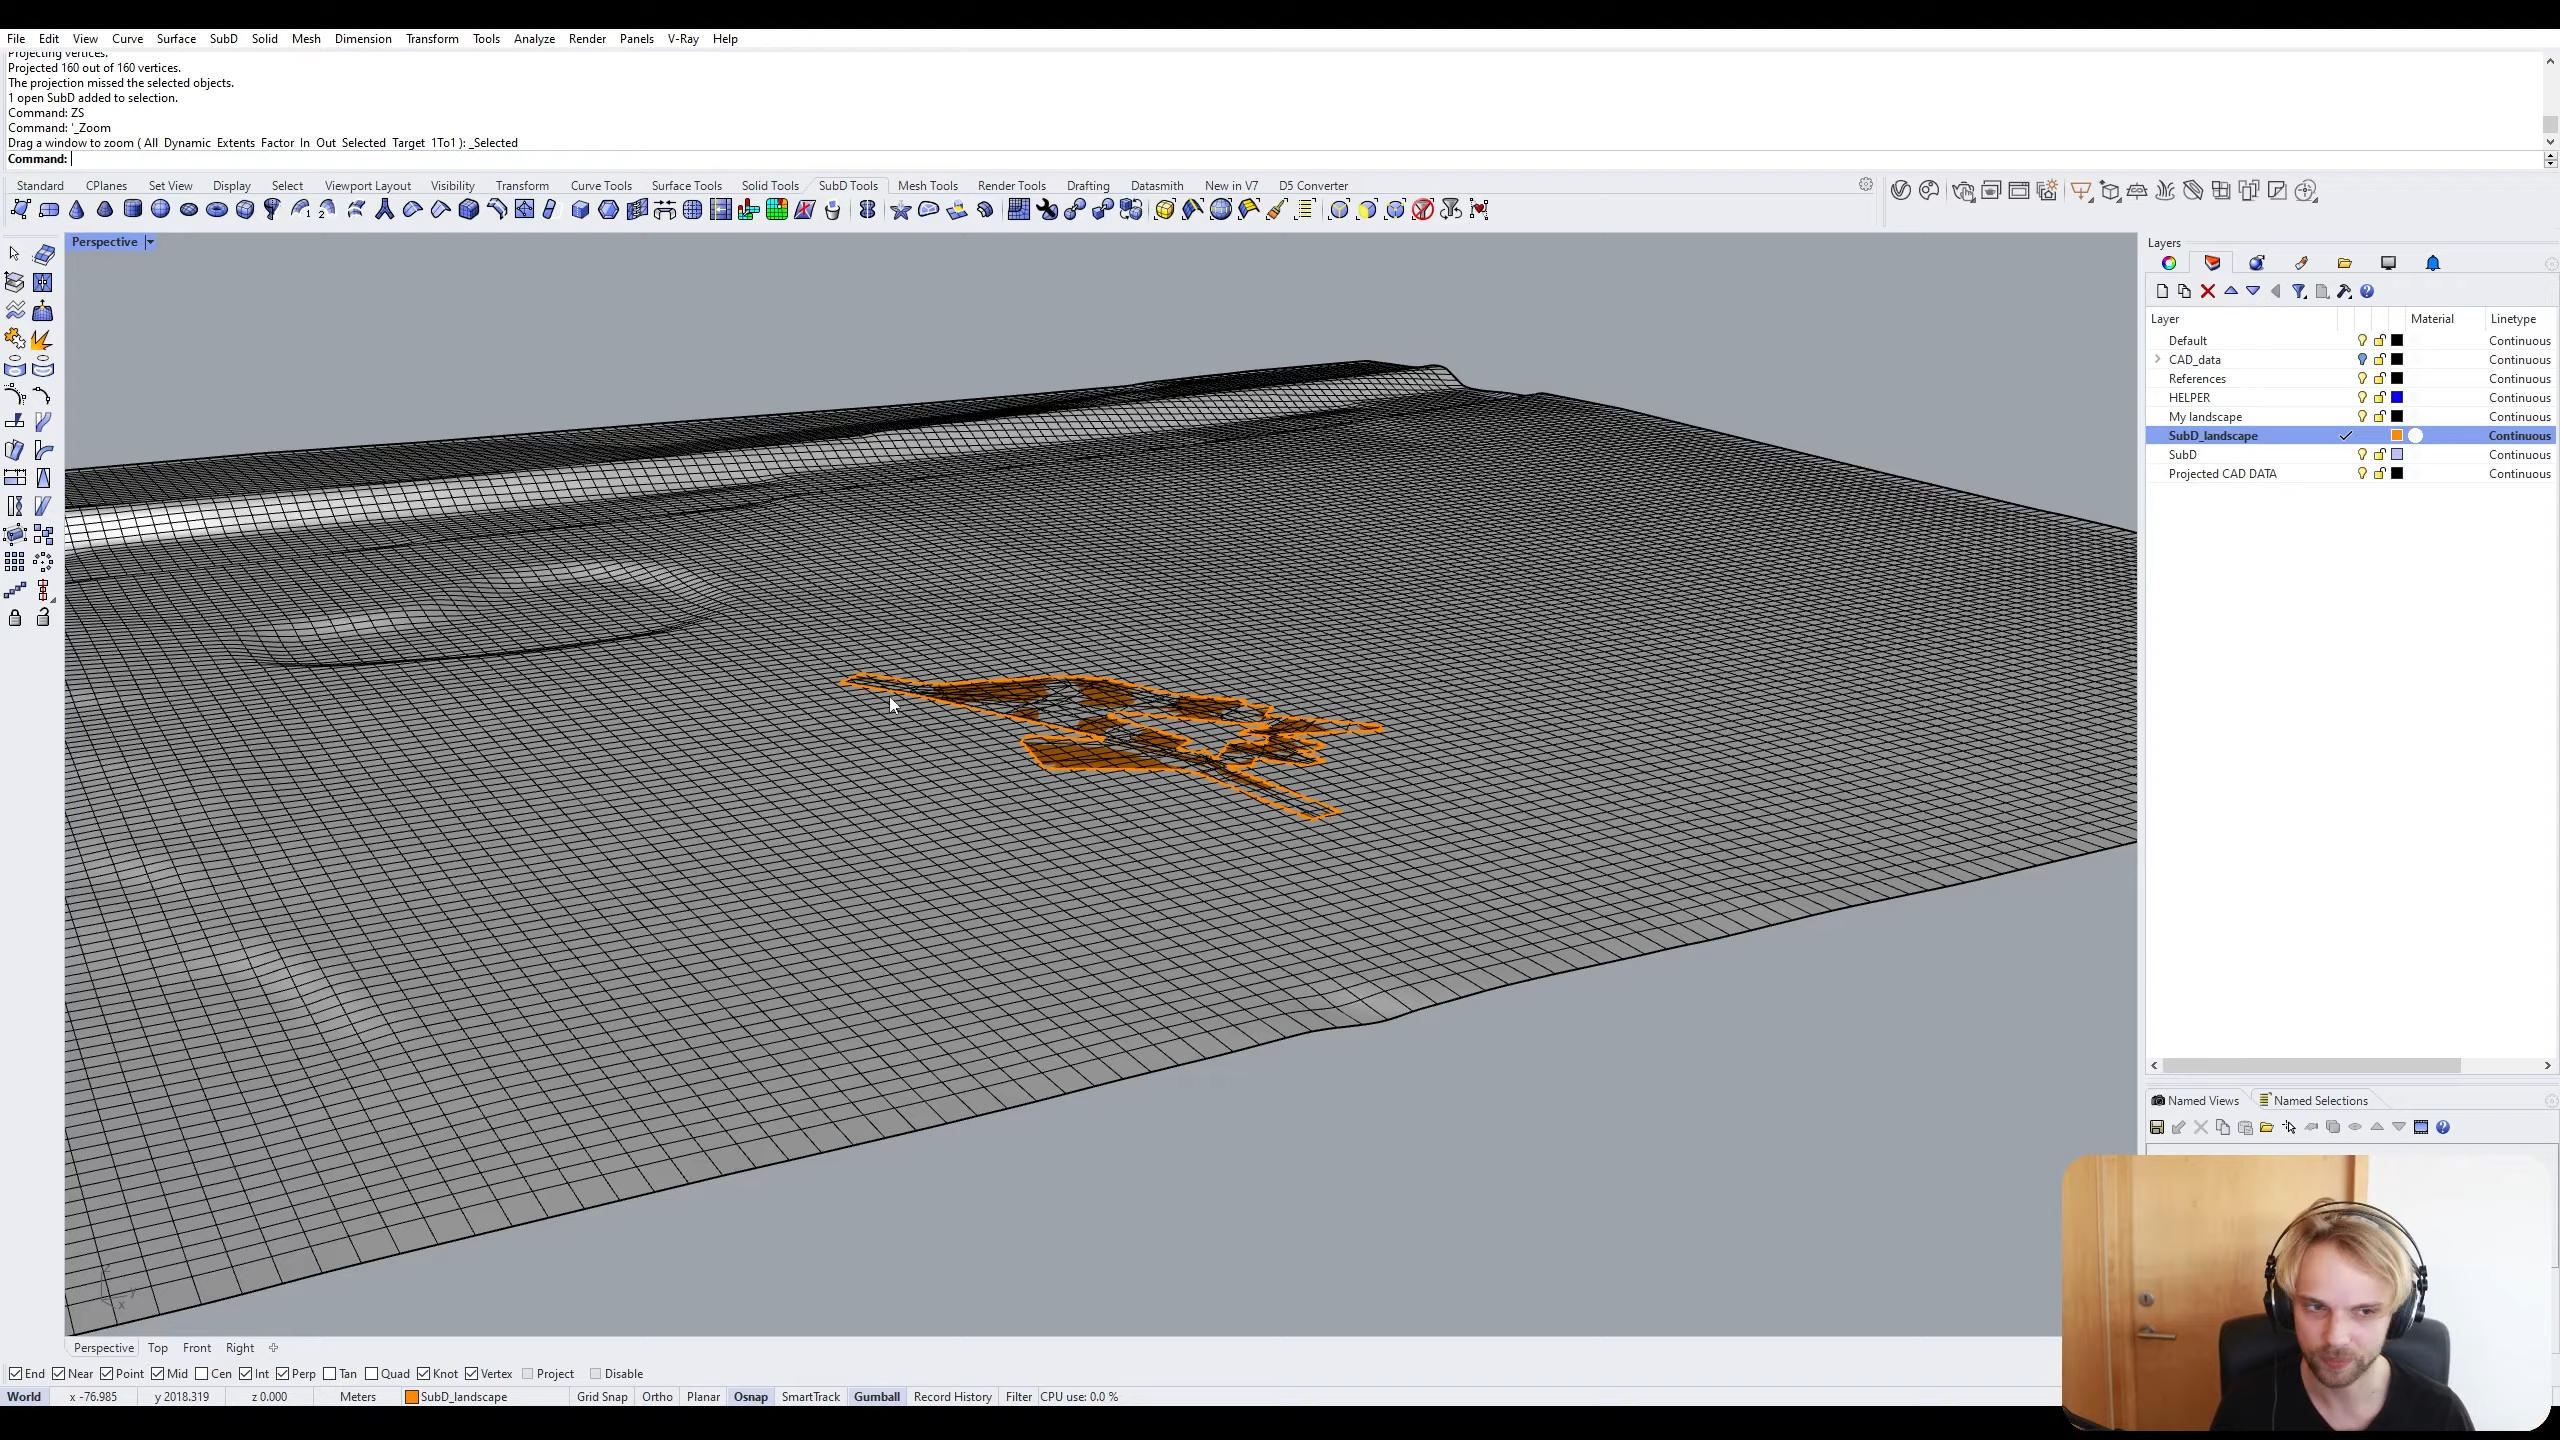 File Edit View Curve Surface SubD Solid Mesh Dimension Transform Tools Analyze Render Panels V-Ray Help
Projecting vertices.
Projected 160 out of 160 vertices.
The projection missed the selected objects.
1 open SubD added to selection.
Command: ZS
Command: '_Zoom
Drag a window to zoom ( All Dynamic Extents Factor In Out Selected Target 1To1 ): _Selected
Command:
Standard CPlanes Set View Display Select Viewport Layout Visibility Transform Curve Tools Surface Tools Solid Tools SubD Tools Mesh Tools Render Tools Drafting Datasmith New in V7 D5 Converter
Perspective
Layers
Layer Material Linetype
Default Continuous
CAD_data Continuous
References Continuous
HELPER Continuous
My landscape Continuous
SubD_landscape Continuous
SubD Continuous
Projected CAD DATA Continuous
Named Views Named Selections
z
y
x
Perspective Top Front Right
End Near Point Mid Cen Int Perp Tan Quad Knot Vertex Project Disable
World x -76.985 y 2018.319 z 0.000 Meters SubD_landscape Grid Snap Ortho Planar Osnap SmartTrack Gumball Record History Filter CPU use: 0.0 %